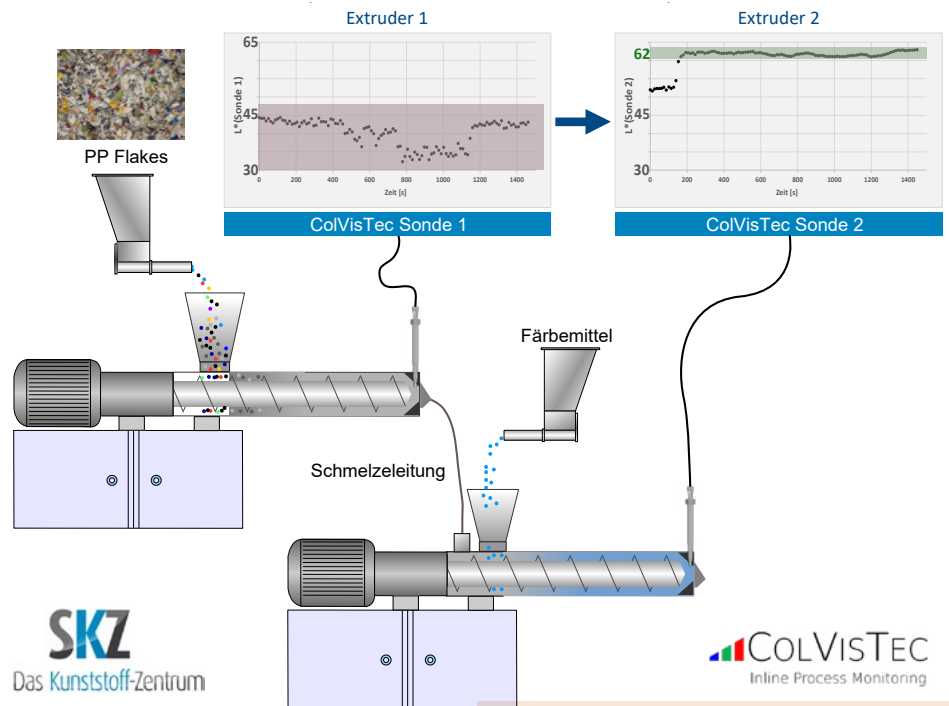 Extruder 1
Extruder 2
65
45
30
L*(Sonde 1)
0 200 400 600 800 1000 1200 1400
Zeit [s]
62
45
30
L*(Sonde 2)
0 200 400 600 800 1000 1200 1400
Zeit [s]
PP Flakes
ColVisTec Sonde 1
ColVisTec Sonde 2
Färbemittel
Schmelzeleitung
SKZ
Das Kunststoff-Zentrum
COLVISTEC
Inline Process Monitoring